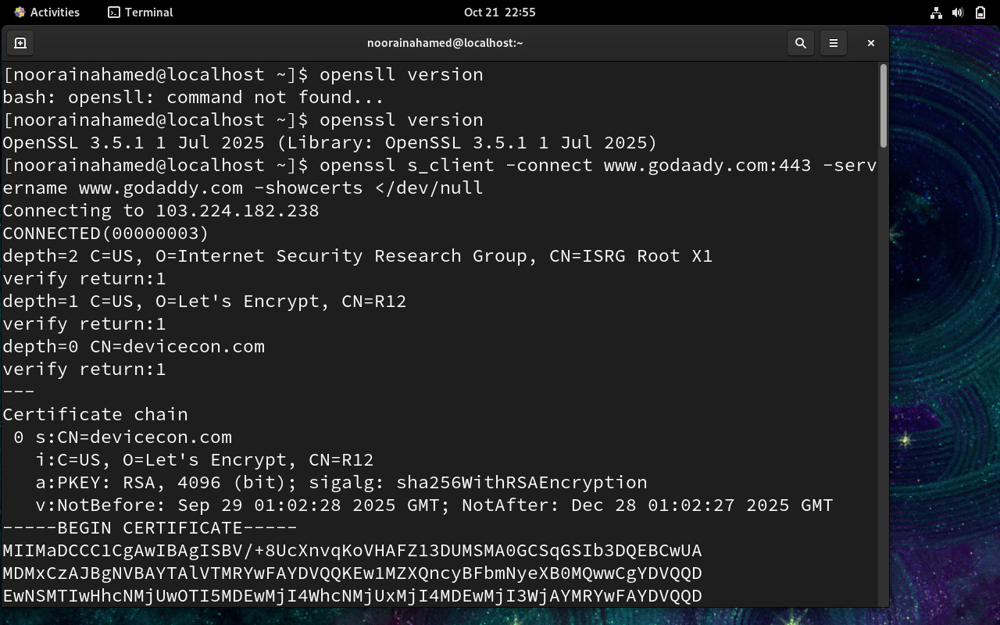 Activities
Terminal
Oct 21 22:55
noorainahamed@localhost:~
[noorainahamed@localhost ~]$ opensll version
bash: opensll: command not found...
[noorainahamed@localhost ~]$ openssl version
OpenSSL 3.5.1 1 Jul 2025 (Library: OpenSSL 3.5.1 1 Jul 2025)
[noorainahamed@localhost ~]$ openssl s_client -connect www.godaady.com:443 -serv
ername www.godaddy.com -showcerts </dev/null
Connecting to 103.224.182.238
CONNECTED(00000003)
depth=2 C=US, O=Internet Security Research Group, CN=ISRG Root X1
verify return:1
depth=1 C=US, O=Let's Encrypt, CN=R12
verify return:1
depth=0 CN=devicecon.com
verify return:1
---
Certificate chain
 0 s:CN=devicecon.com
   i:C=US, O=Let's Encrypt, CN=R12
   a:PKEY: RSA, 4096 (bit); sigalg: sha256WithRSAEncryption
   v:NotBefore: Sep 29 01:02:28 2025 GMT; NotAfter: Dec 28 01:02:27 2025 GMT
-----BEGIN CERTIFICATE-----
MIIMaDCCC1CgAwIBAgISBV/+8UcXnvqKoVHAFZ13DUMSMA0GCSqGSIb3DQEBCwUA
MDMxCzAJBgNVBAYTAlVTMRYwFAYDVQQKEw1MZXQncyBFbmNyeXB0MQwwCgYDVQQD
EwNSMTIwHhcNMjUwOTI5MDEwMjI4WhcNMjUxMjI4MDEwMjI3WjAYMRYwFAYDVQQD